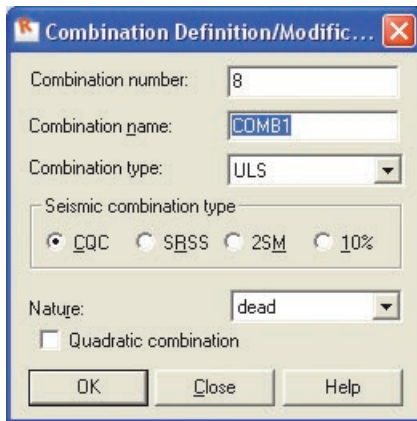 Combination Definition/Modific...
Combination number: 8
Combination name: COMB1
Combination type: ULS
Seismic combination type
CQC SRSS 2SM 10%
Nature: dead
Quadratic combination
OK Close Help